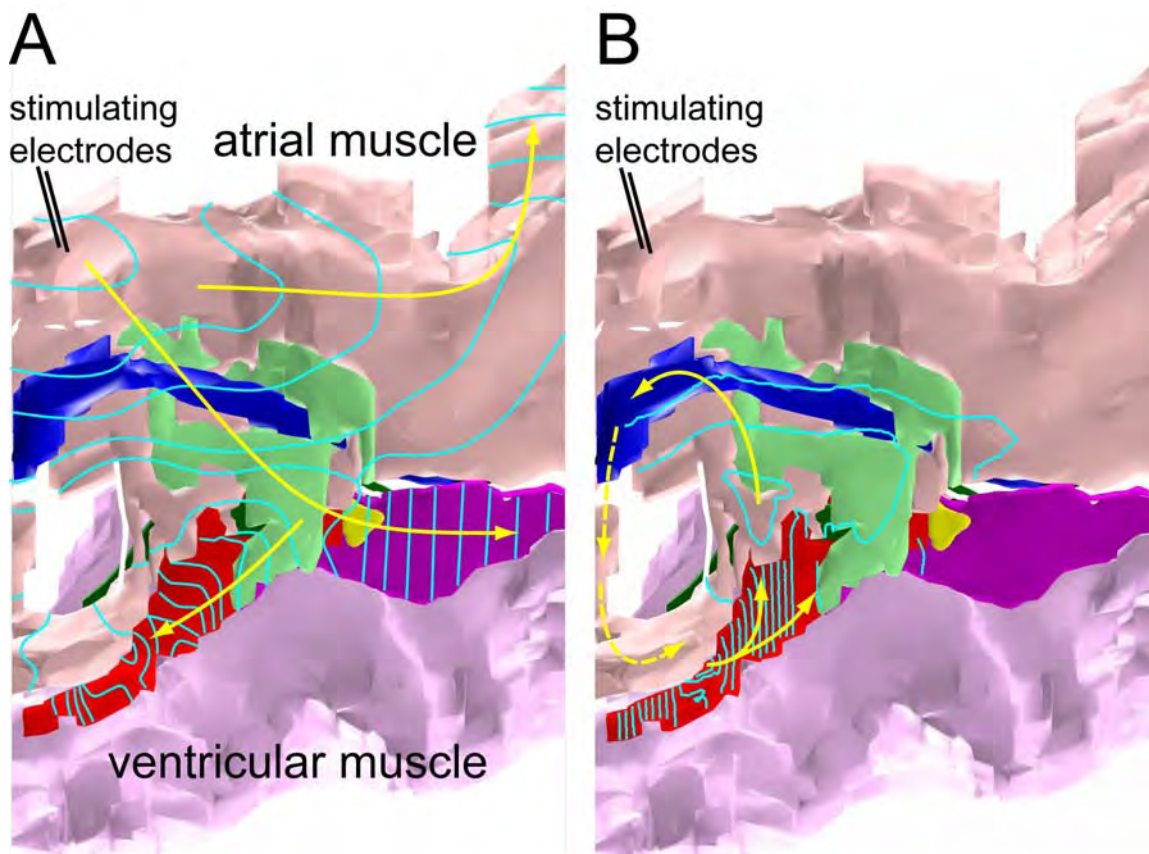 A
stimulating
electrodes
atrial muscle
ventricular muscle
B
stimulating
electrodes